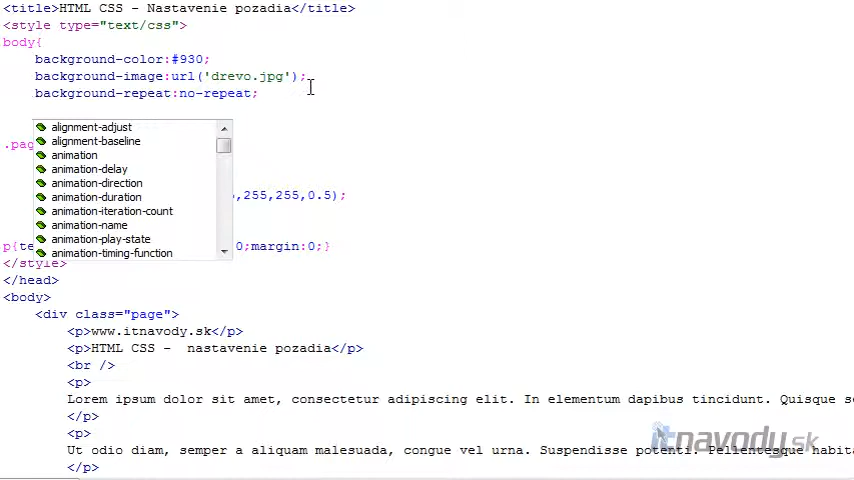 <title>HTML CSS - Nastavenie pozadia</title>
<style type="text/css">
body{
background-color:#930;
background-image:url('drevo.jpg');
background-repeat:no-repeat;
alignment-adjust
alignment-baseline
.pag
animation
animation-delay
animation-direction
animation-duration
,255,255,0.5);
animation-iteration-count
animation-name
animation-play-state
p{te
0;margin:0;}
animation-timing-function
</style>
</head>
<body>
<div class="page">
<p>www.itnavody.sk</p>
<p>HTML CSS -  nastavenie pozadia</p>
<br />
<p>
Lorem ipsum dolor sit amet, consectetur adipiscing elit. In elementum dapibus tincidunt. Quisque s
</p>
<p>
itnavody.sk
Ut odio diam, semper a aliquam malesuada, congue vel urna. Suspendisse potenti. Pellentesque habita
</p>